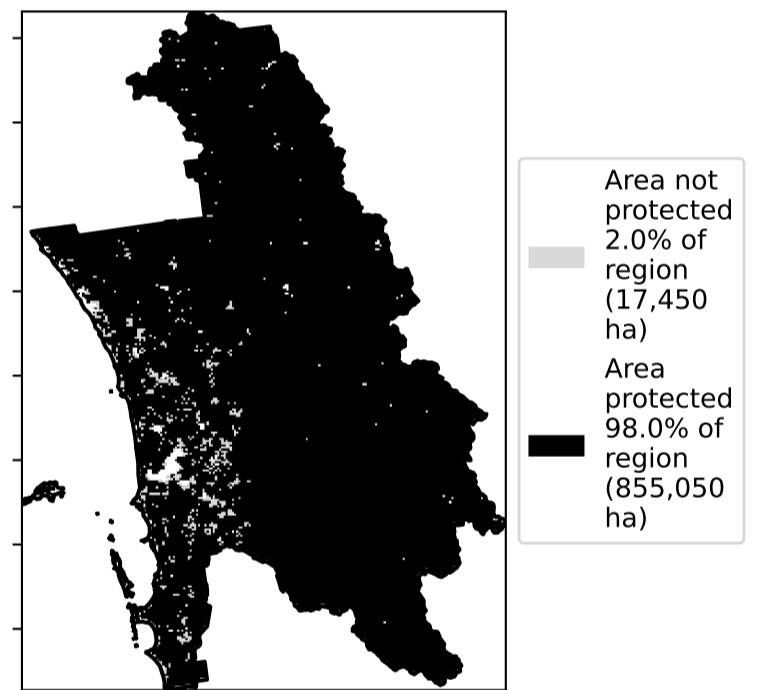 Area not
protected
2.0% of
region
(17,450
ha)
Area
protected
98.0% of
region
(855,050
ha)